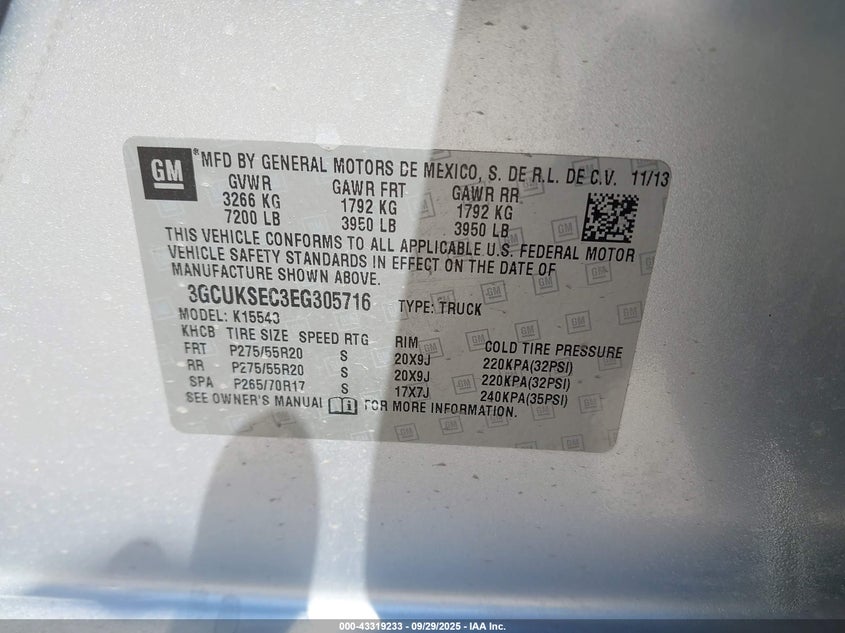 GM
®MFD BY GENERAL MOTORS DE MEXICO, S. DE R.L. DE C.V. 11/13
GVWR GAWR FRT GAWR RR
3266 KG 1792 KG 1792 KG
7200 LB 3950 LB 3950 LB
THIS VEHICLE CONFORMS TO ALL APPLICABLE U.S. FEDERAL MOTOR
VEHICLE SAFETY STANDARDS IN EFFECT ON THE DATE OF
MANUFACTURE SHOWN ABOVE.
3GCUKSEC3EG305716 TYPE: TRUCK
MODEL: K15543
KHCB TIRE SIZE SPEED RTG RIM COLD TIRE PRESSURE
FRT P275/55R20 S 20X9J 220KPA(32PSI)
RR P275/55R20 S 20X9J 220KPA(32PSI)
SPA P265/70R17 S 17X7J 240KPA(35PSI)
SEE OWNER'S MANUAL FOR MORE INFORMATION.
000-43319233 - 09/29/2025 - IAA Inc.